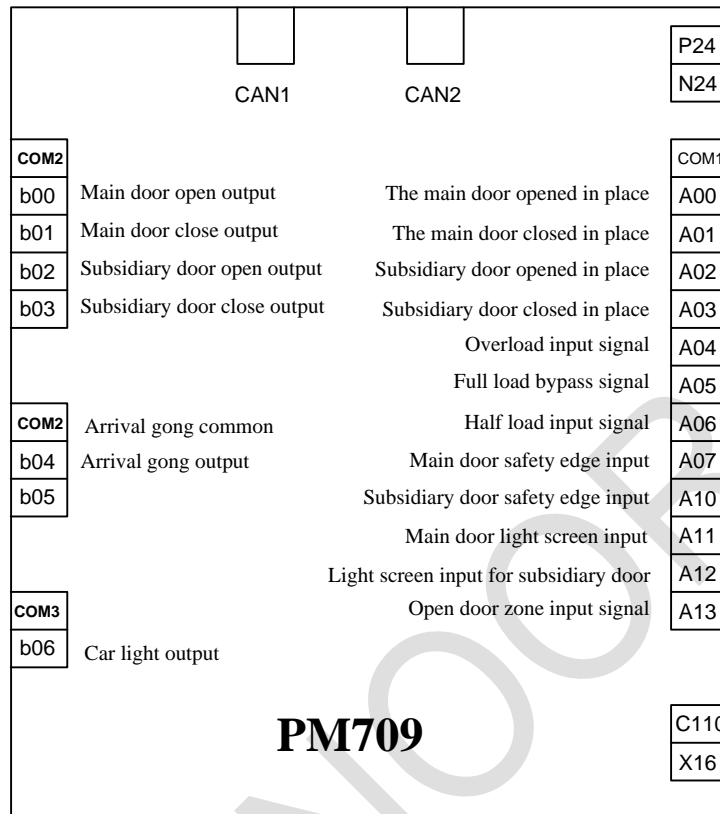 P24
N24
CAN1 CAN2
COM2 COM1
b00 Main door open output The main door opened in place A00
b01 Main door close output The main door closed in place A01
b02 Subsidiary door open output Subsidiary door opened in place A02
b03 Subsidiary door close output Subsidiary door closed in place A03
Overload input signal A04
Full load bypass signal A05
COM2 Arrival gong common Half load input signal A06
b04 Arrival gong output Main door safety edge input A07
b05 Subsidiary door safety edge input A10
Main door light screen input A11
Light screen input for subsidiary door A12
COM3 Open door zone input signal A13
b06 Car light output
PM709
C110
X16